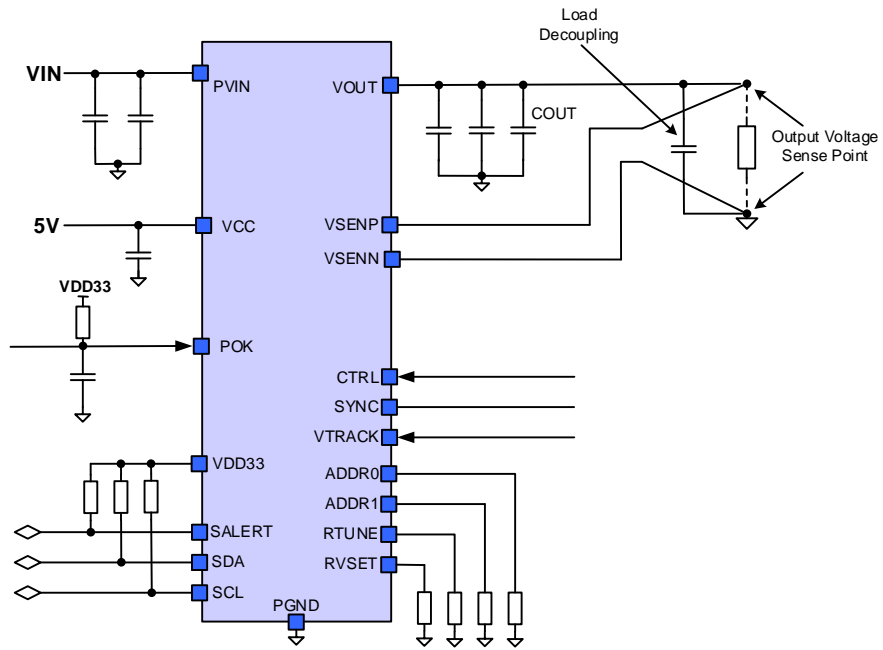 Load
Decoupling
VIN
PVIN
VOUT
COUT
Output Voltage
Sense Point
5V
VCC
VSENP
VSENN
VDD33
POK
CTRL
SYNC
VTRACK
VDD33
ADDR0
ADDR1
SALERT
RTUNE
SDA
RVSET
SCL
PGND